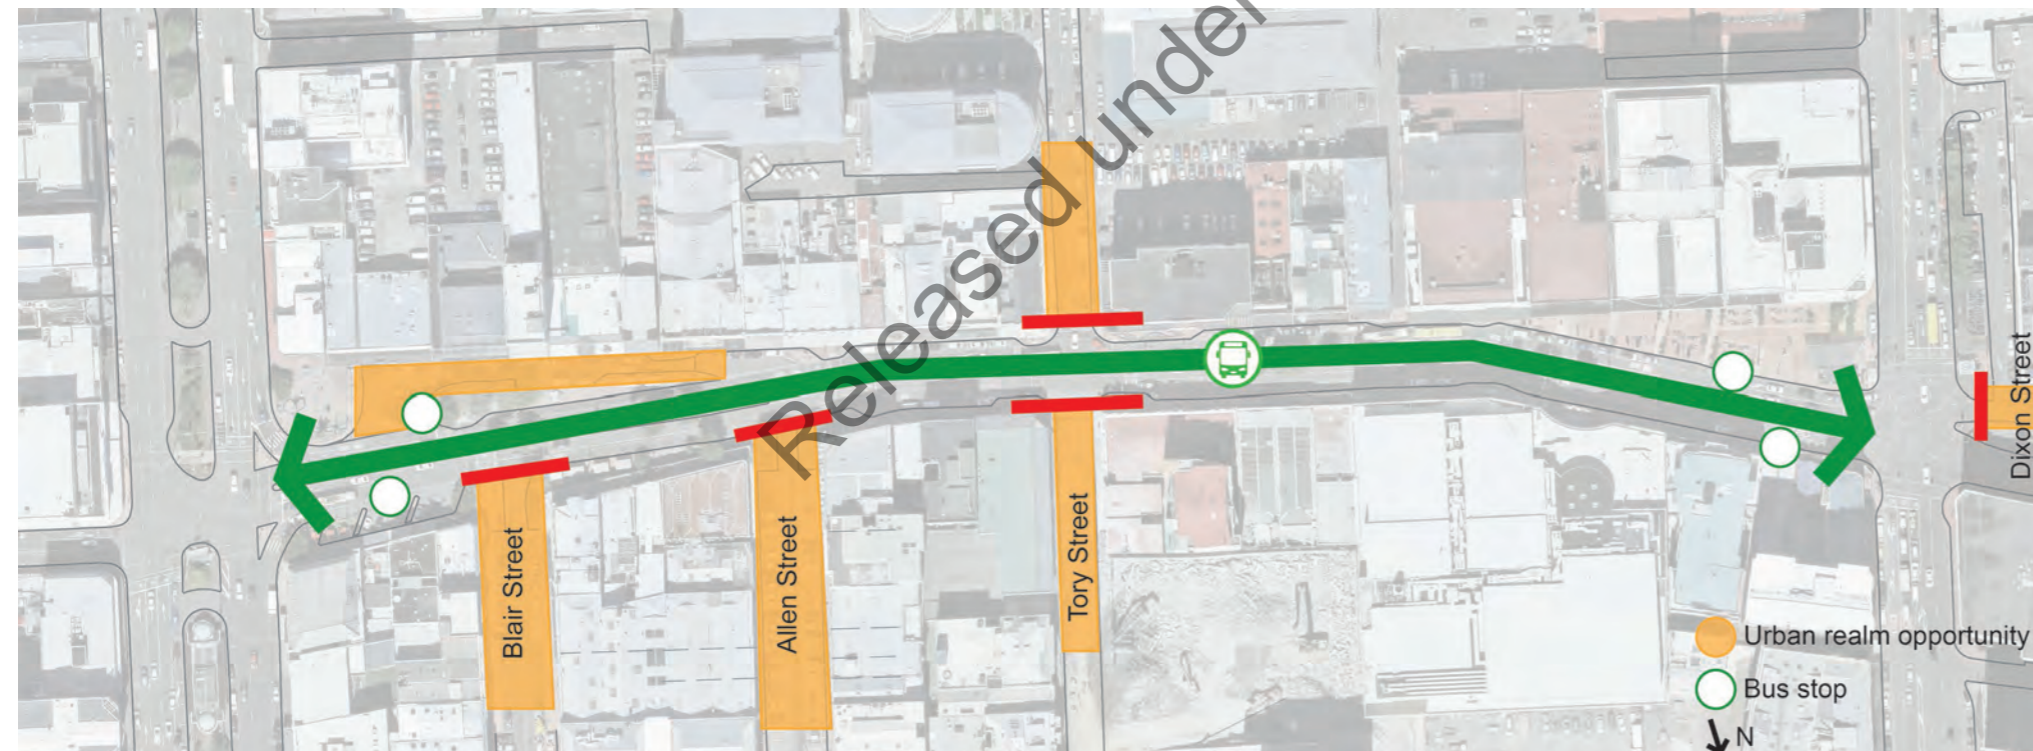 Released under
Blair Street
Allen Street
Tory Street
Dixon Street
Urban realm opportunity
Bus stop
N